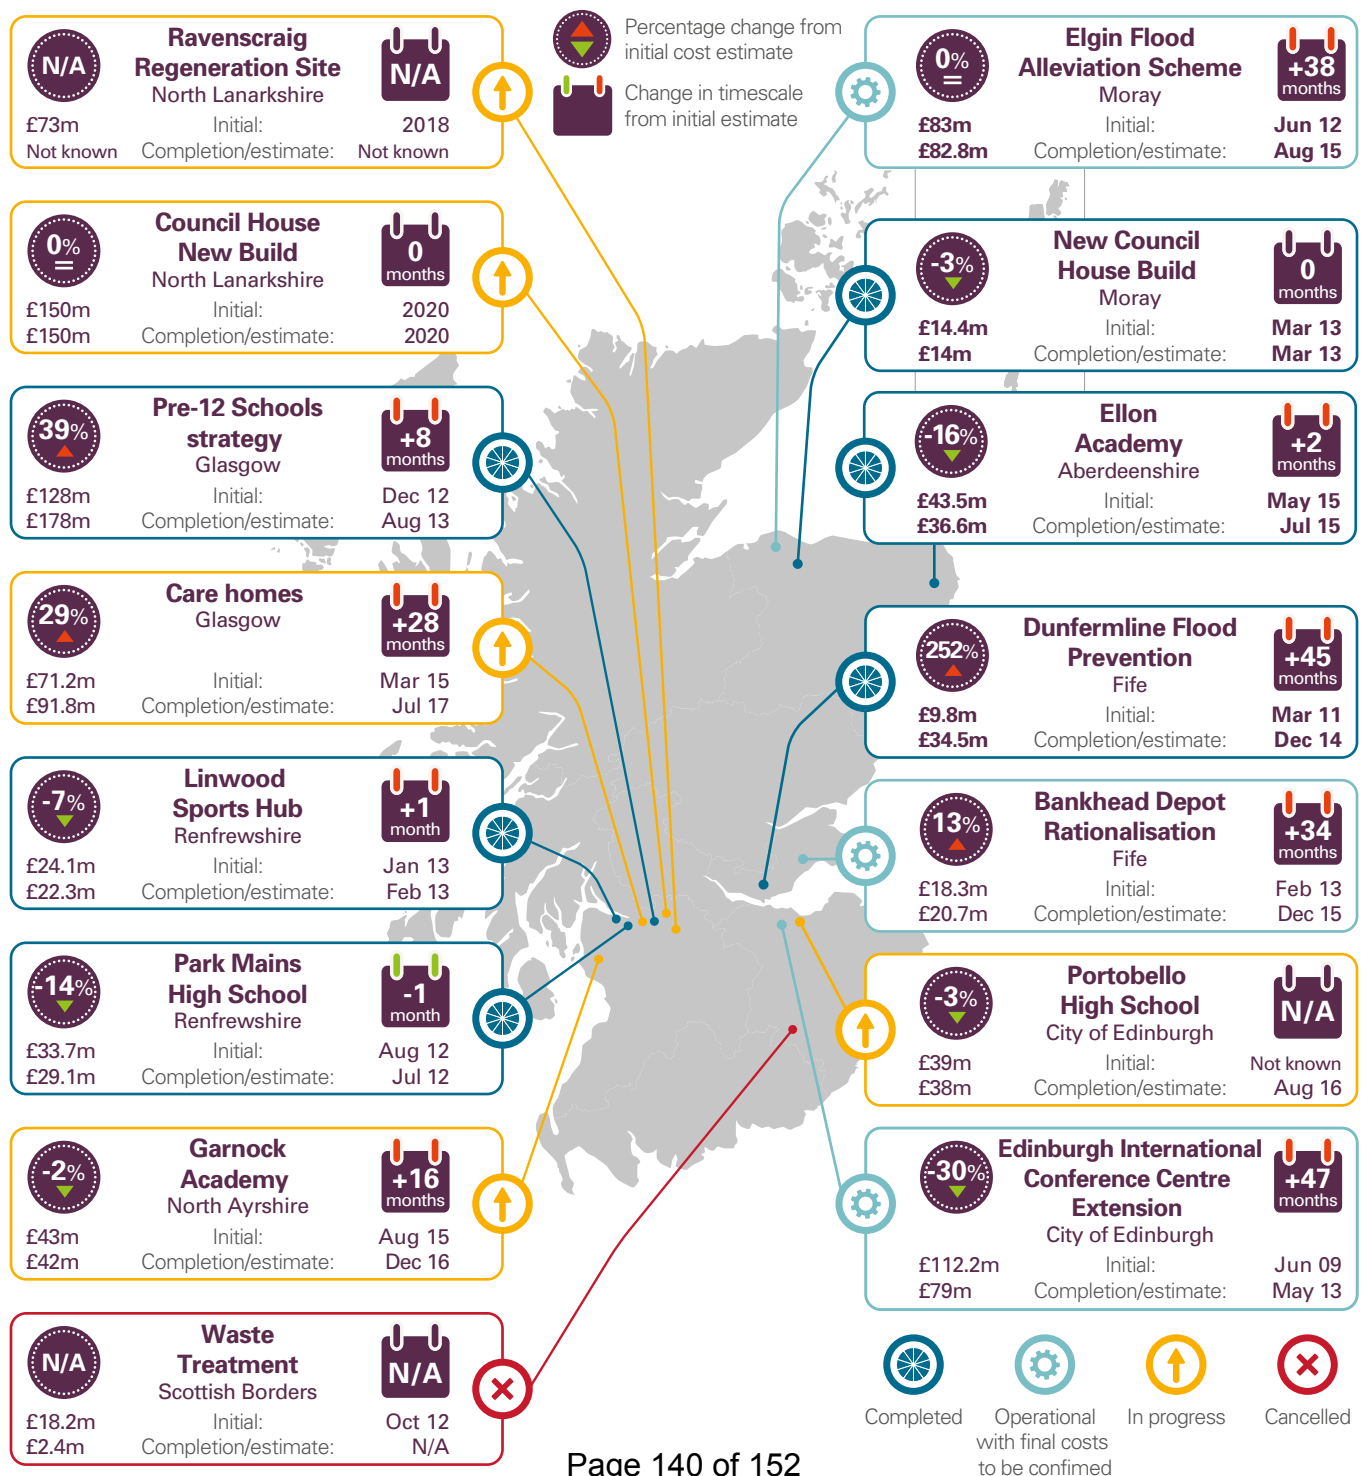 Percentage change from
initial cost estimate
Change in timescale
from initial estimate
N/A
Ravenscraig
Regeneration Site
North Lanarkshire
N/A
£73m Initial: 2018
Not known Completion/estimate: Not known
0%
=
Council House
New Build
North Lanarkshire
0
months
£150m Initial: 2020
£150m Completion/estimate: 2020
39%
Pre-12 Schools
strategy
Glasgow
+8
months
£128m Initial: Dec 12
£178m Completion/estimate: Aug 13
29%
Care homes
Glasgow
+28
months
£71.2m Initial: Mar 15
£91.8m Completion/estimate: Jul 17
-7%
Linwood
Sports Hub
Renfrewshire
+1
month
£24.1m Initial: Jan 13
£22.3m Completion/estimate: Feb 13
-14%
Park Mains
High School
Renfrewshire
-1
month
£33.7m Initial: Aug 12
£29.1m Completion/estimate: Jul 12
-2%
Garnock
Academy
North Ayrshire
+16
months
£43m Initial: Aug 15
£42m Completion/estimate: Dec 16
N/A
Waste
Treatment
Scottish Borders
N/A
£18.2m Initial: Oct 12
£2.4m Completion/estimate: N/A
0%
=
Elgin Flood
Alleviation Scheme
Moray
+38
months
£83m Initial: Jun 12
£82.8m Completion/estimate: Aug 15
-3%
New Council
House Build
Moray
0
months
£14.4m Initial: Mar 13
£14m Completion/estimate: Mar 13
-16%
Ellon
Academy
Aberdeenshire
+2
months
£43.5m Initial: May 15
£36.6m Completion/estimate: Jul 15
252%
Dunfermline Flood
Prevention
Fife
+45
months
£9.8m Initial: Mar 11
£34.5m Completion/estimate: Dec 14
13%
Bankhead Depot
Rationalisation
Fife
+34
months
£18.3m Initial: Feb 13
£20.7m Completion/estimate: Dec 15
-3%
Portobello
High School
City of Edinburgh
N/A
£39m Initial: Not known
£38m Completion/estimate: Aug 16
-30%
Edinburgh International
Conference Centre
Extension
City of Edinburgh
+47
months
£112.2m Initial: Jun 09
£79m Completion/estimate: May 13
Completed
Operational
with final costs
to be confimed
In progress
Cancelled
Page 140 of 152